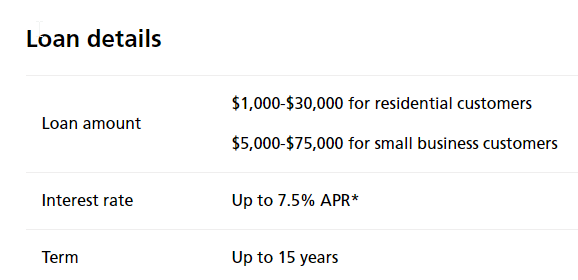 Loan details
Loan amount
$1,000-$30,000 for residential customers
$5,000-$75,000 for small business customers
Interest rate
Up to 7.5% APR*
Term
Up to 15 years